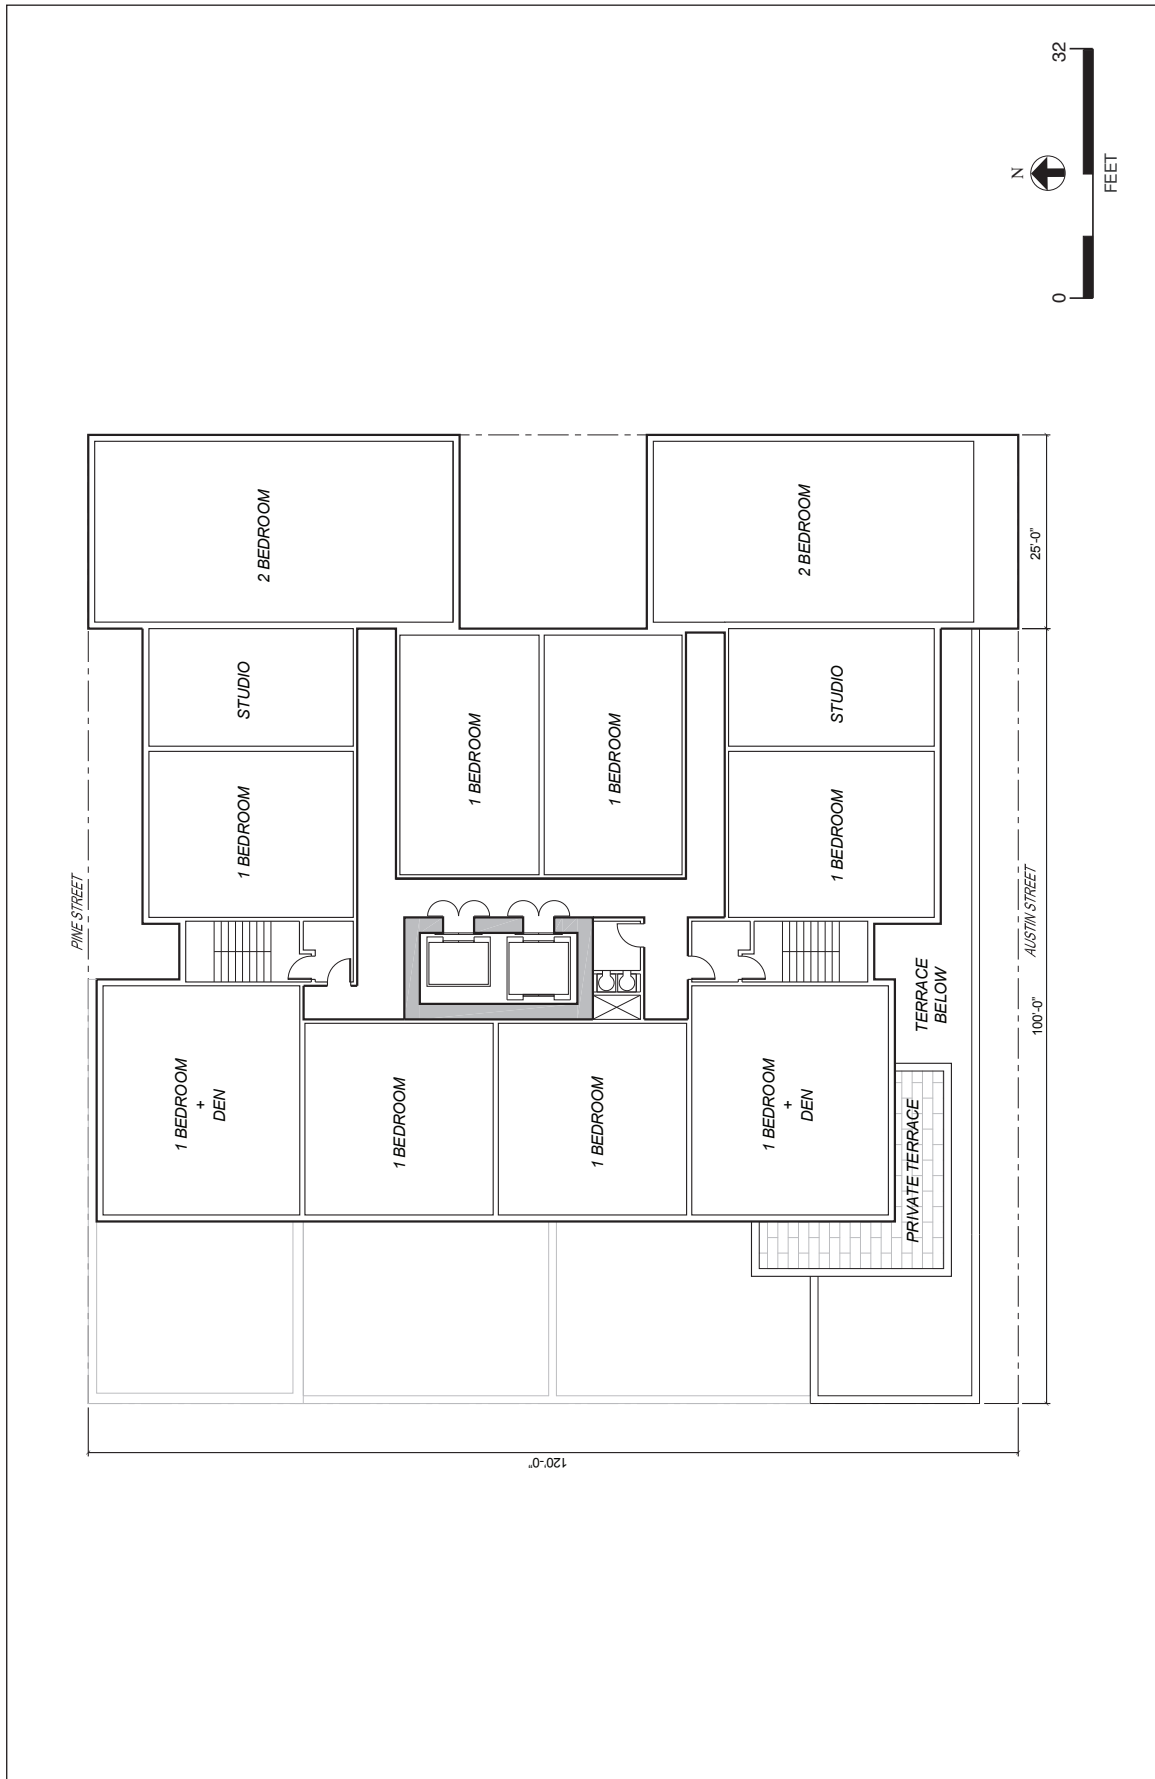 32
N
0
FEET
2 BEDROOM
2 BEDROOM
25'-0"
STUDIO
STUDIO
1 BEDROOM
1 BEDROOM
1 BEDROOM
1 BEDROOM
PINE STREET
AUSTIN STREET
TERRACE
BELOW
100'-0"
1 BEDROOM
+
DEN
1 BEDROOM
1 BEDROOM
1 BEDROOM
+
DEN
PRIVATE TERRACE
120'-0"